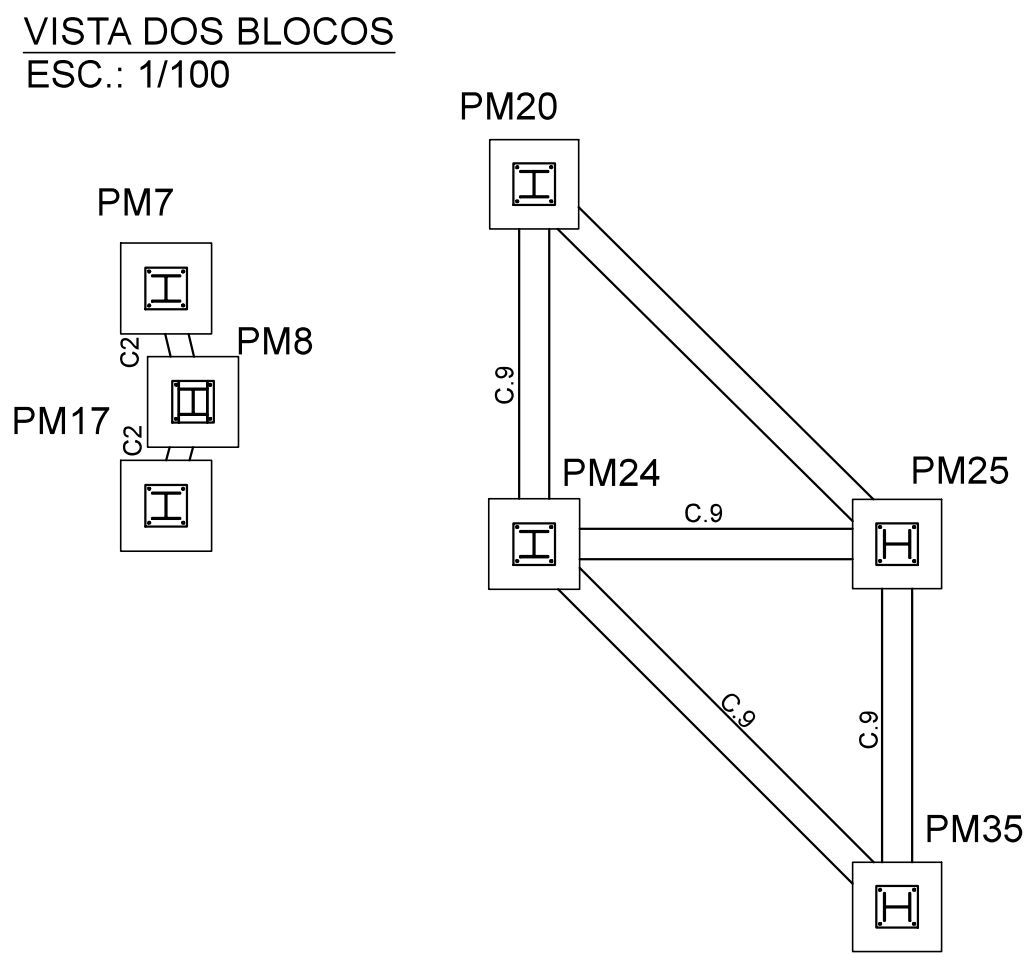 VISTA DOS BLOCOS
ESC.: 1/100
PM20
PM7
PM8
C2
C.9
PM17
C2
PM24
PM25
C.9
C.9
C.9
PM35